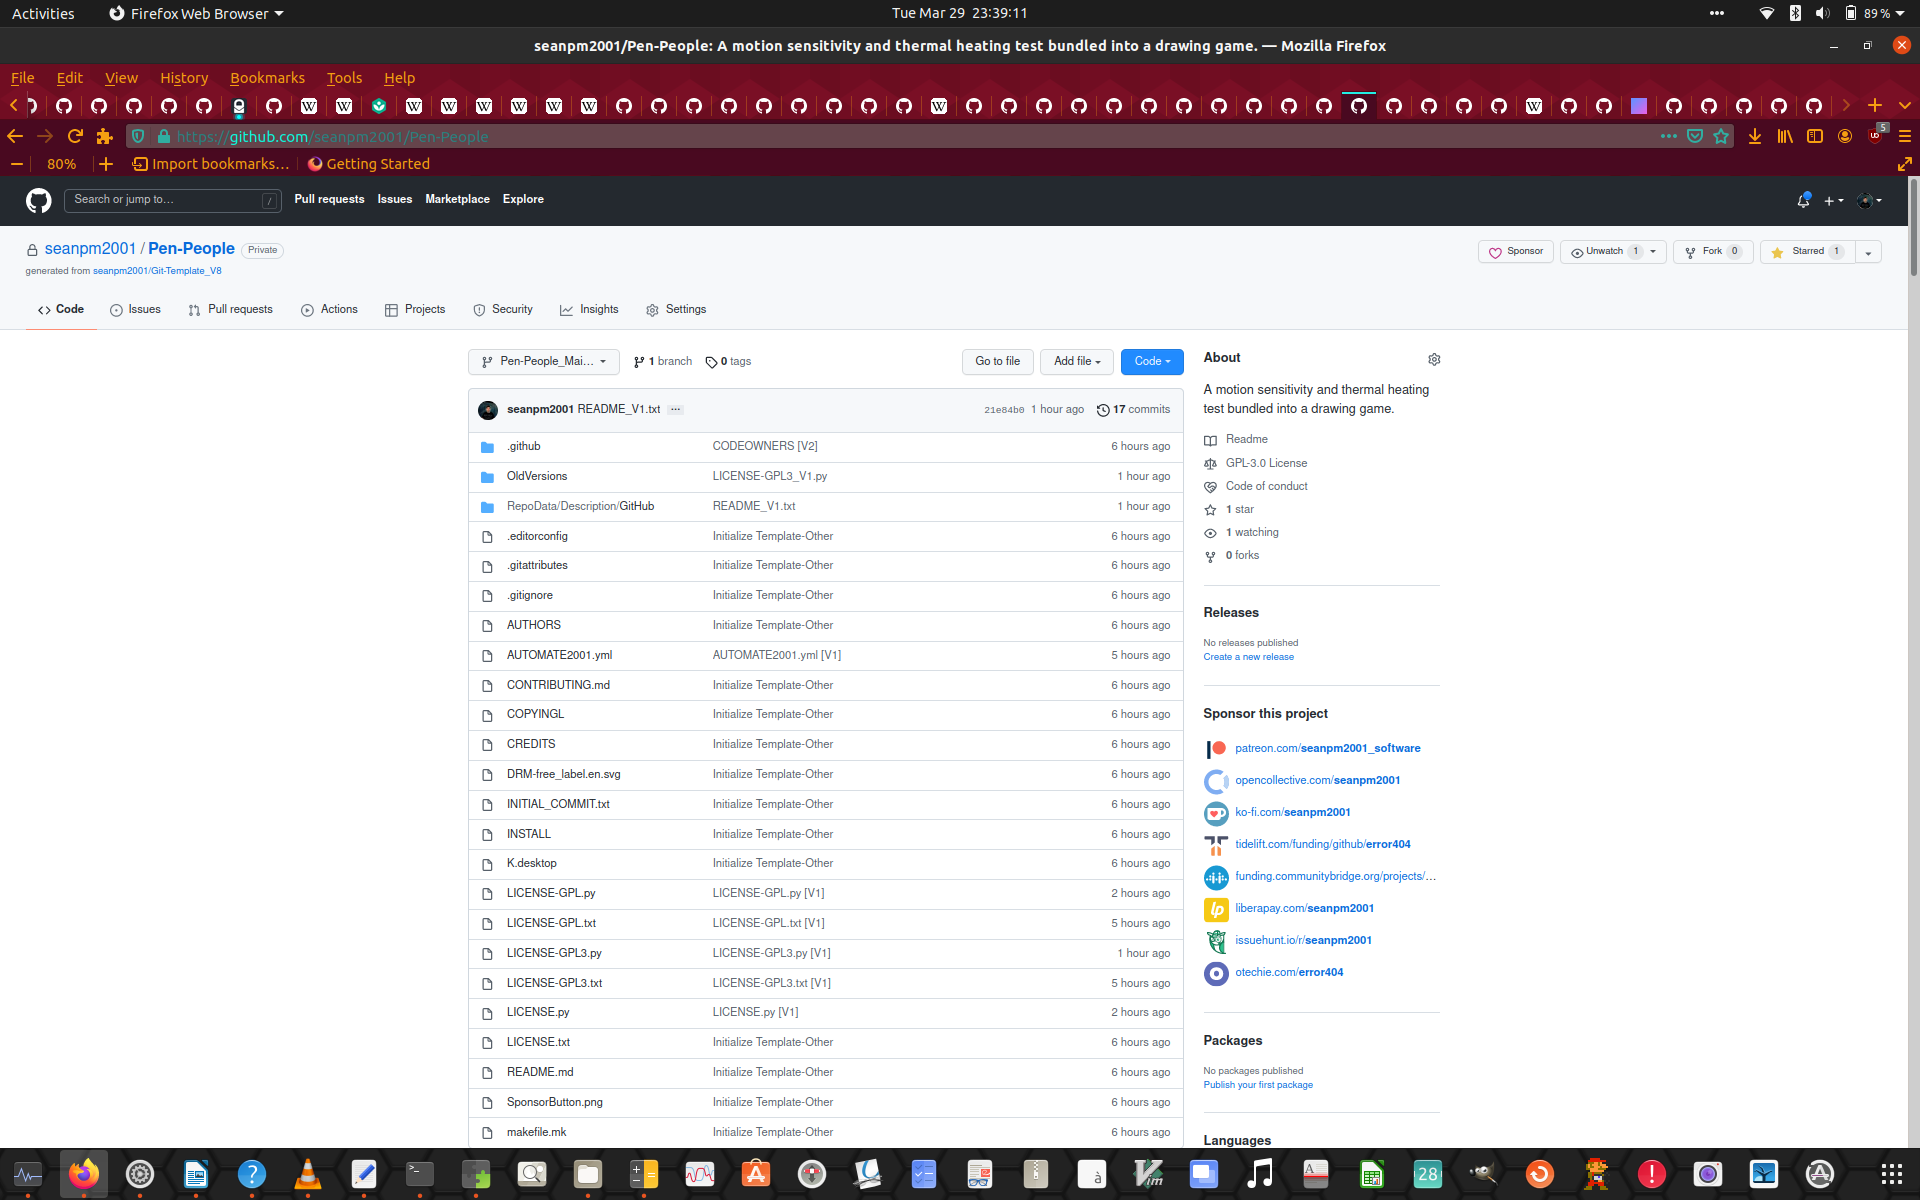 Activities Firefox Web Browser Tue Mar 29 23:39:11 89 %
seanpm2001/Pen-People: A motion sensitivity and thermal heating test bundled into a drawing game. — Mozilla Firefox
File Edit View History Bookmarks Tools Help
https://github.com/seanpm2001/Pen-People 5
80% Import bookmarks... Getting Started
Search or jump to... / Pull requests Issues Marketplace Explore
seanpm2001 / Pen-People Private Sponsor Unwatch 1 Fork 0 Starred 1
generated from seanpm2001/Git-Template_V8
Code Issues Pull requests Actions Projects Security Insights Settings
Pen-People_Mai... 1 branch 0 tags Go to file Add file Code
seanpm2001 README_V1.txt ... 21e84b0 1 hour ago 17 commits
.github CODEOWNERS [V2] 6 hours ago
OldVersions LICENSE-GPL3_V1.py 1 hour ago
RepoData/Description/GitHub README_V1.txt 1 hour ago
.editorconfig Initialize Template-Other 6 hours ago
.gitattributes Initialize Template-Other 6 hours ago
.gitignore Initialize Template-Other 6 hours ago
AUTHORS Initialize Template-Other 6 hours ago
AUTOMATE2001.yml AUTOMATE2001.yml [V1] 5 hours ago
CONTRIBUTING.md Initialize Template-Other 6 hours ago
COPYINGL Initialize Template-Other 6 hours ago
CREDITS Initialize Template-Other 6 hours ago
DRM-free_label.en.svg Initialize Template-Other 6 hours ago
INITIAL_COMMIT.txt Initialize Template-Other 6 hours ago
INSTALL Initialize Template-Other 6 hours ago
K.desktop Initialize Template-Other 6 hours ago
LICENSE-GPL.py LICENSE-GPL.py [V1] 2 hours ago
LICENSE-GPL.txt LICENSE-GPL.txt [V1] 5 hours ago
LICENSE-GPL3.py LICENSE-GPL3.py [V1] 1 hour ago
LICENSE-GPL3.txt LICENSE-GPL3.txt [V1] 5 hours ago
LICENSE.py LICENSE.py [V1] 2 hours ago
LICENSE.txt Initialize Template-Other 6 hours ago
README.md Initialize Template-Other 6 hours ago
SponsorButton.png Initialize Template-Other 6 hours ago
makefile.mk Initialize Template-Other 6 hours ago
About
A motion sensitivity and thermal heating
test bundled into a drawing game.
Readme
GPL-3.0 License
Code of conduct
1 star
1 watching
0 forks
Releases
No releases published
Create a new release
Sponsor this project
patreon.com/seanpm2001_software
opencollective.com/seanpm2001
ko-fi.com/seanpm2001
tidelift.com/funding/github/error404
funding.communitybridge.org/projects/...
liberapay.com/seanpm2001
issuehunt.io/r/seanpm2001
otechie.com/error404
Packages
No packages published
Publish your first package
Languages
28